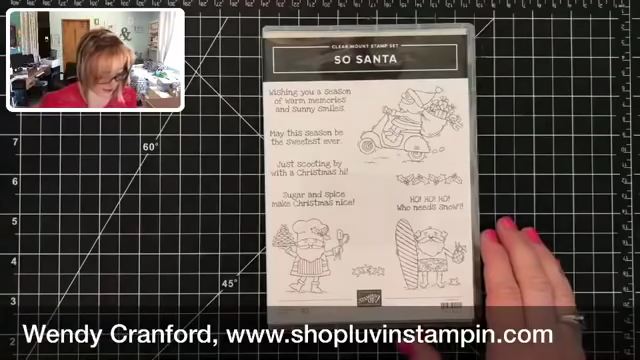 CLEAR-MOUNT STAMP SET
SO SANTA
Wishing you a season
of warm memories
and sunny smiles.
May this season be
the sweetest ever.
Just scooting by
with a Christmas hi!
Sugar and spice
make Christmas nice!
HO! HO! HO!
Who needs snow?!
7
6
5
4
3
2
60°
45°
Wendy Cranford, www.shopluvinstampin.com